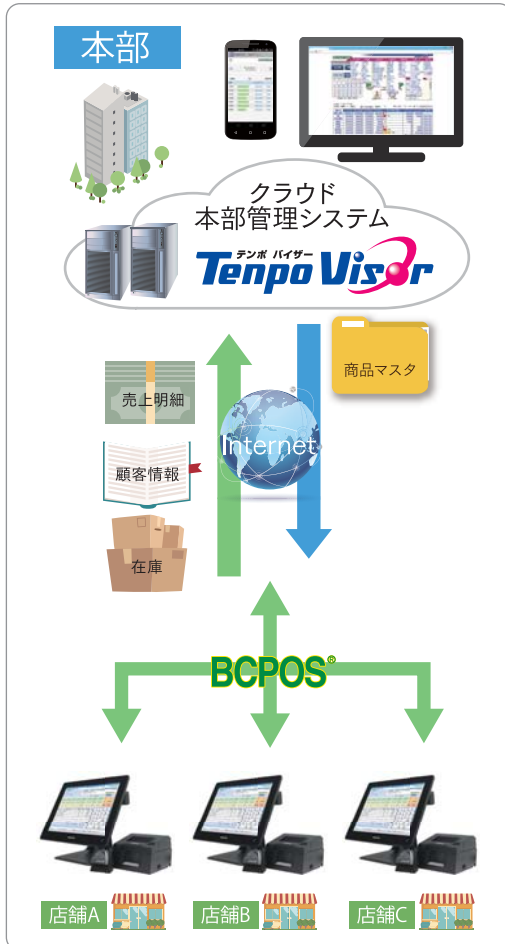 本部
クラウド
本部管理システム
テンポ バイザー
Tenpo Visor
商品マスタ
売上明細
Internet
顧客情報
在庫
BCPOS®
店舗A
店舗B
店舗C